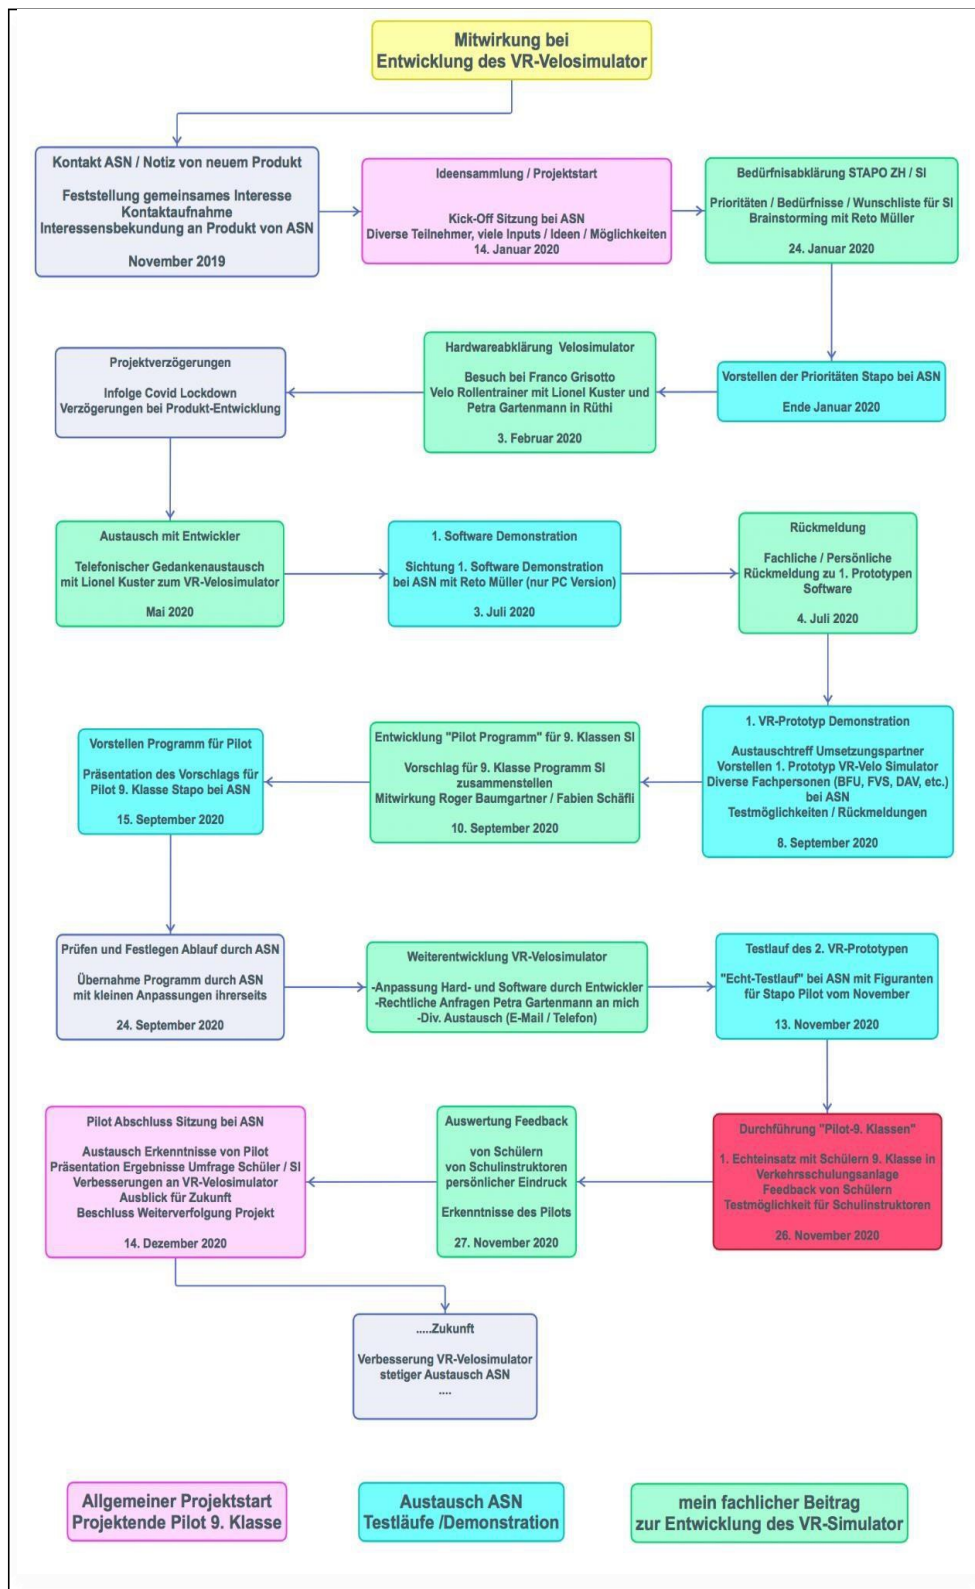 Mitwirkung bei
Entwicklung des VR-Velosimulator
Kontakt ASN / Notiz von neuem Produkt
Feststellung gemeinsames Interesse
Kontaktaufnahme
Interessensbekundung an Produkt von ASN
November 2019
Ideensammlung / Projektstart
Kick-Off Sitzung bei ASN
Diverse Teilnehmer, viele Inputs / Ideen / Möglichkeiten
14. Januar 2020
Bedürfnisabklärung STAPO ZH / SI
Prioritäten / Bedürfnisse / Wunschliste für SI
Brainstorming mit Reto Müller
24. Januar 2020
Vorstellen der Prioritäten Stapo bei ASN
Ende Januar 2020
Hardwareabklärung Velosimulator
Besuch bei Franco Grisotto
Velo Rollentrainer mit Lionel Kuster und
Petra Gartenmann in Rüthi
3. Februar 2020
Projektverzögerungen
Infolge Covid Lockdown
Verzögerungen bei Produkt-Entwicklung
Austausch mit Entwickler
Telefonischer Gedankenaustausch
mit Lionel Kuster zum VR-Velosimulator
Mai 2020
1. Software Demonstration
Sichtung 1. Software Demonstration
bei ASN mit Reto Müller (nur PC Version)
3. Juli 2020
Rückmeldung
Fachliche / Persönliche
Rückmeldung zu 1. Prototypen
Software
4. Juli 2020
1. VR-Prototyp Demonstration
Austauschtreff Umsetzungspartner
Vorstellen 1. Prototyp VR-Velo Simulator
Diverse Fachpersonen (BFU, FVS, DAV, etc.)
bei ASN
Testmöglichkeiten / Rückmeldungen
8. September 2020
Entwicklung "Pilot Programm" für 9. Klassen SI
Vorschlag für 9. Klasse Programm SI
zusammenstellen
Mitwirkung Roger Baumgartner / Fabien Schäfli
10. September 2020
Vorstellen Programm für Pilot
Präsentation des Vorschlags für
Pilot 9. Klasse Stapo bei ASN
15. September 2020
Prüfen und Festlegen Ablauf durch ASN
Übernahme Programm durch ASN
mit kleinen Anpassungen ihrerseits
24. September 2020
Weiterentwicklung VR-Velosimulator
-Anpassung Hard- und Software durch Entwickler
-Rechtliche Anfragen Petra Gartenmann an mich
-Div. Austausch (E-Mail / Telefon)
Testlauf des 2. VR-Prototypen
"Echt-Testlauf" bei ASN mit Figuranten
für Stapo Pilot vom November
13. November 2020
Durchführung "Pilot-9. Klassen"
1. Echteinsatz mit Schülern 9. Klasse in
Verkehrsschulungsanlage
Feedback von Schülern
Testmöglichkeit für Schulinstruktoren
26. November 2020
Auswertung Feedback
von Schülern
von Schulinstruktoren
persönlicher Eindruck
Erkenntnisse des Pilots
27. November 2020
Pilot Abschluss Sitzung bei ASN
Austausch Erkenntnisse von Pilot
Präsentation Ergebnisse Umfrage Schüler / SI
Verbesserungen an VR-Velosimulator
Ausblick für Zukunft
Beschluss Weiterverfolgung Projekt
14. Dezember 2020
.....Zukunft
Verbesserung VR-Velosimulator
stetiger Austausch ASN
....
Allgemeiner Projektstart
Projektende Pilot 9. Klasse
Austausch ASN
Testläufe /Demonstration
mein fachlicher Beitrag
zur Entwicklung des VR-Simulator